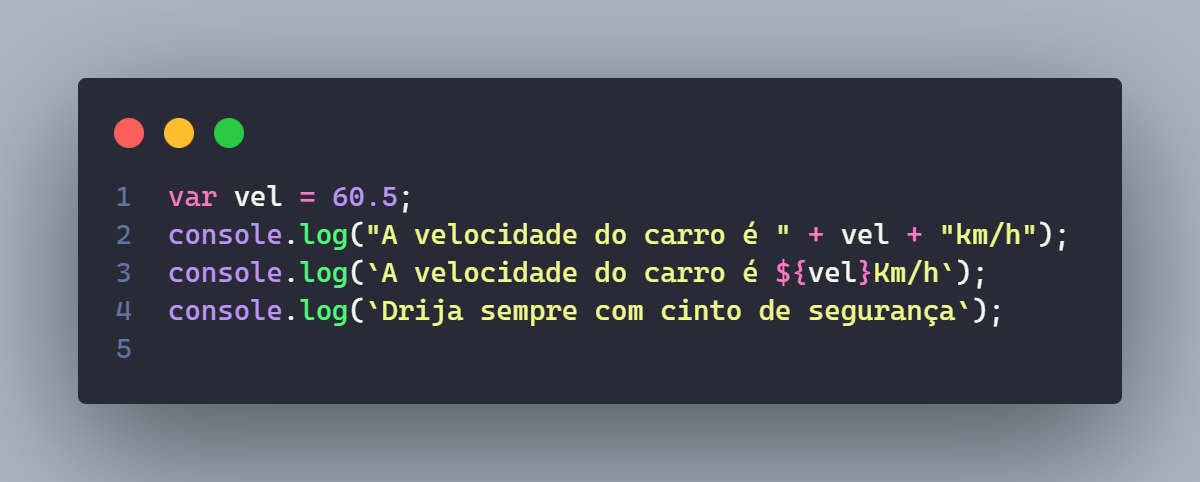 1 var vel = 60.5;
2 console.log("A velocidade do carro é " + vel + "km/h");
3 console.log(`A velocidade do carro é ${vel}Km/h`);
4 console.log(`Drija sempre com cinto de segurança`);
5